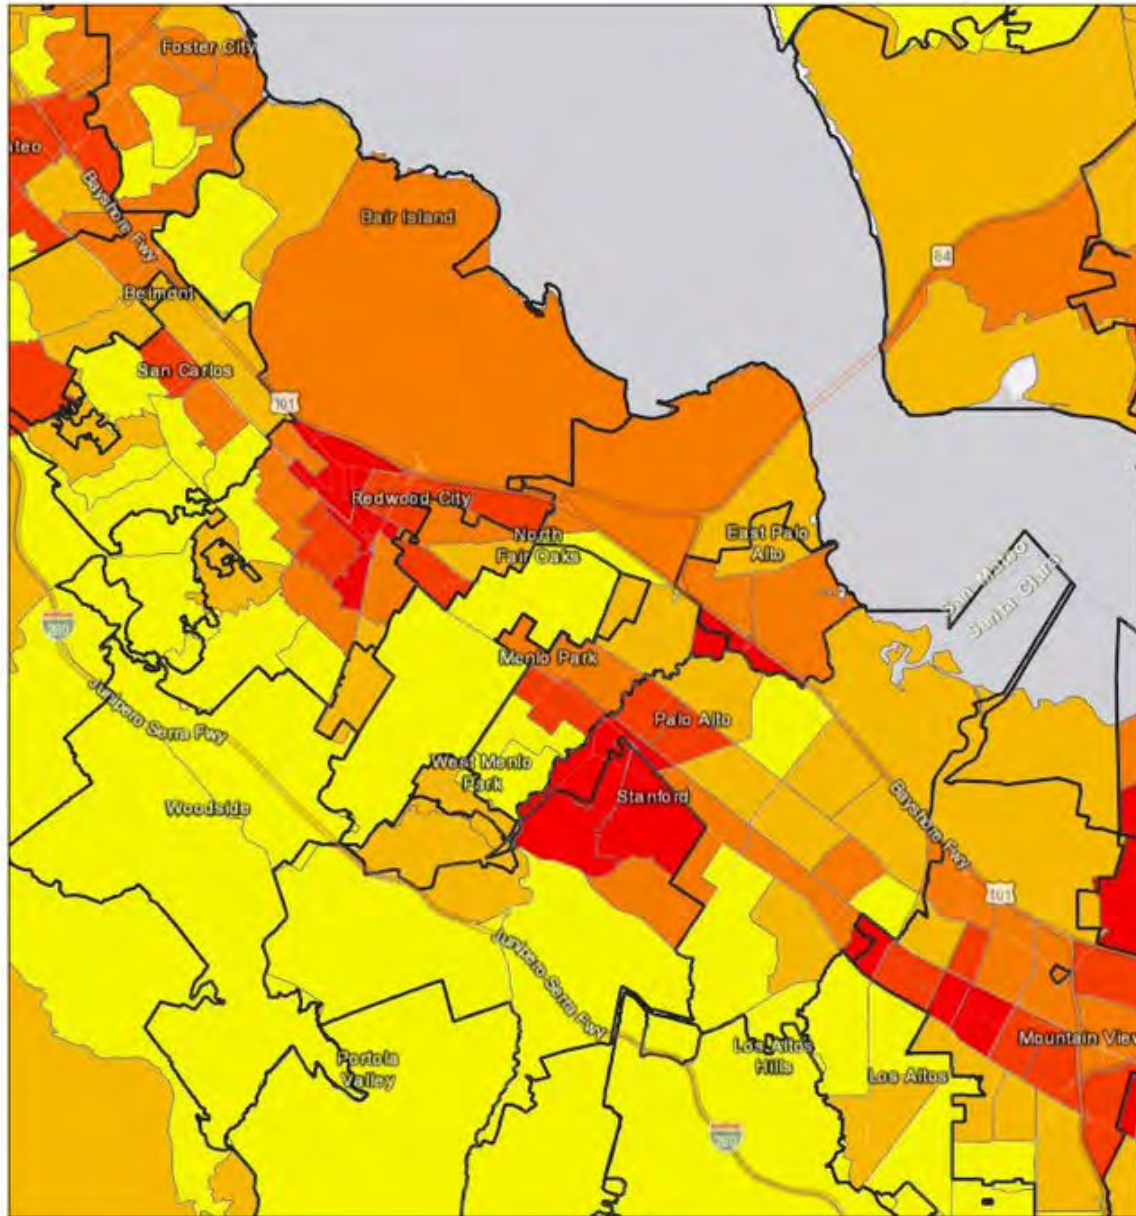 Foster City
ateo
Bair Island
Bayshore Fwy
84
Belmont
San Carlos
101
Redwood City
North
Fair Oaks
East Palo
Alto
San Mateo
Santa Clara
280
Menlo Park
Junipero Serra Fwy
Palo Alto
West Menlo
Park
Stanford
Woodside
Bayshore Fwy
101
Junipero Serra Fwy
Mountain View
Los Altos
Hills
Los Altos
Portola
Valley